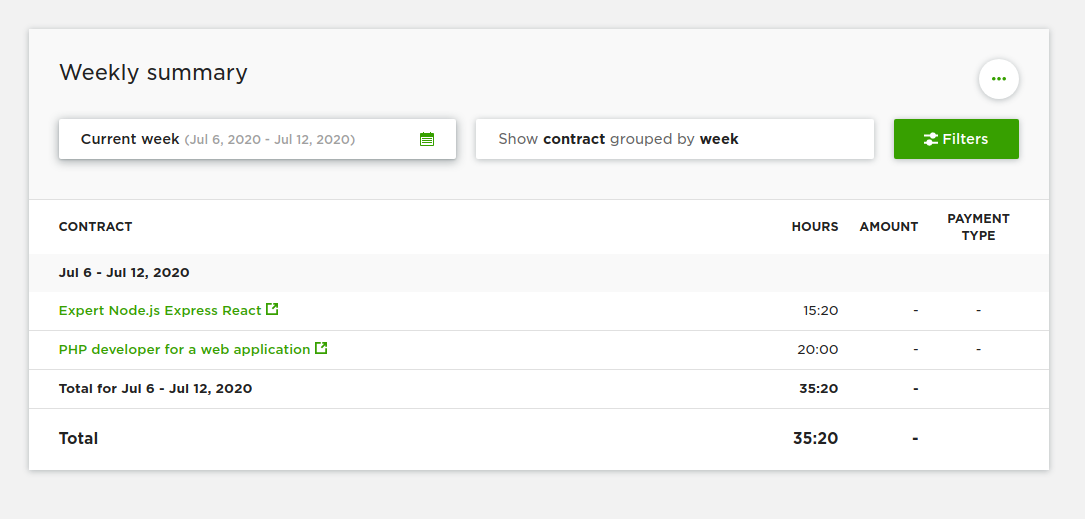 Weekly summary
Current week (Jul 6, 2020 - Jul 12, 2020)
Show contract grouped by week
Filters
CONTRACT HOURS AMOUNT PAYMENT TYPE
Jul 6 - Jul 12, 2020
Expert Node.js Express React 15:20 - -
PHP developer for a web application 20:00 - -
Total for Jul 6 - Jul 12, 2020 35:20 -
Total 35:20 -